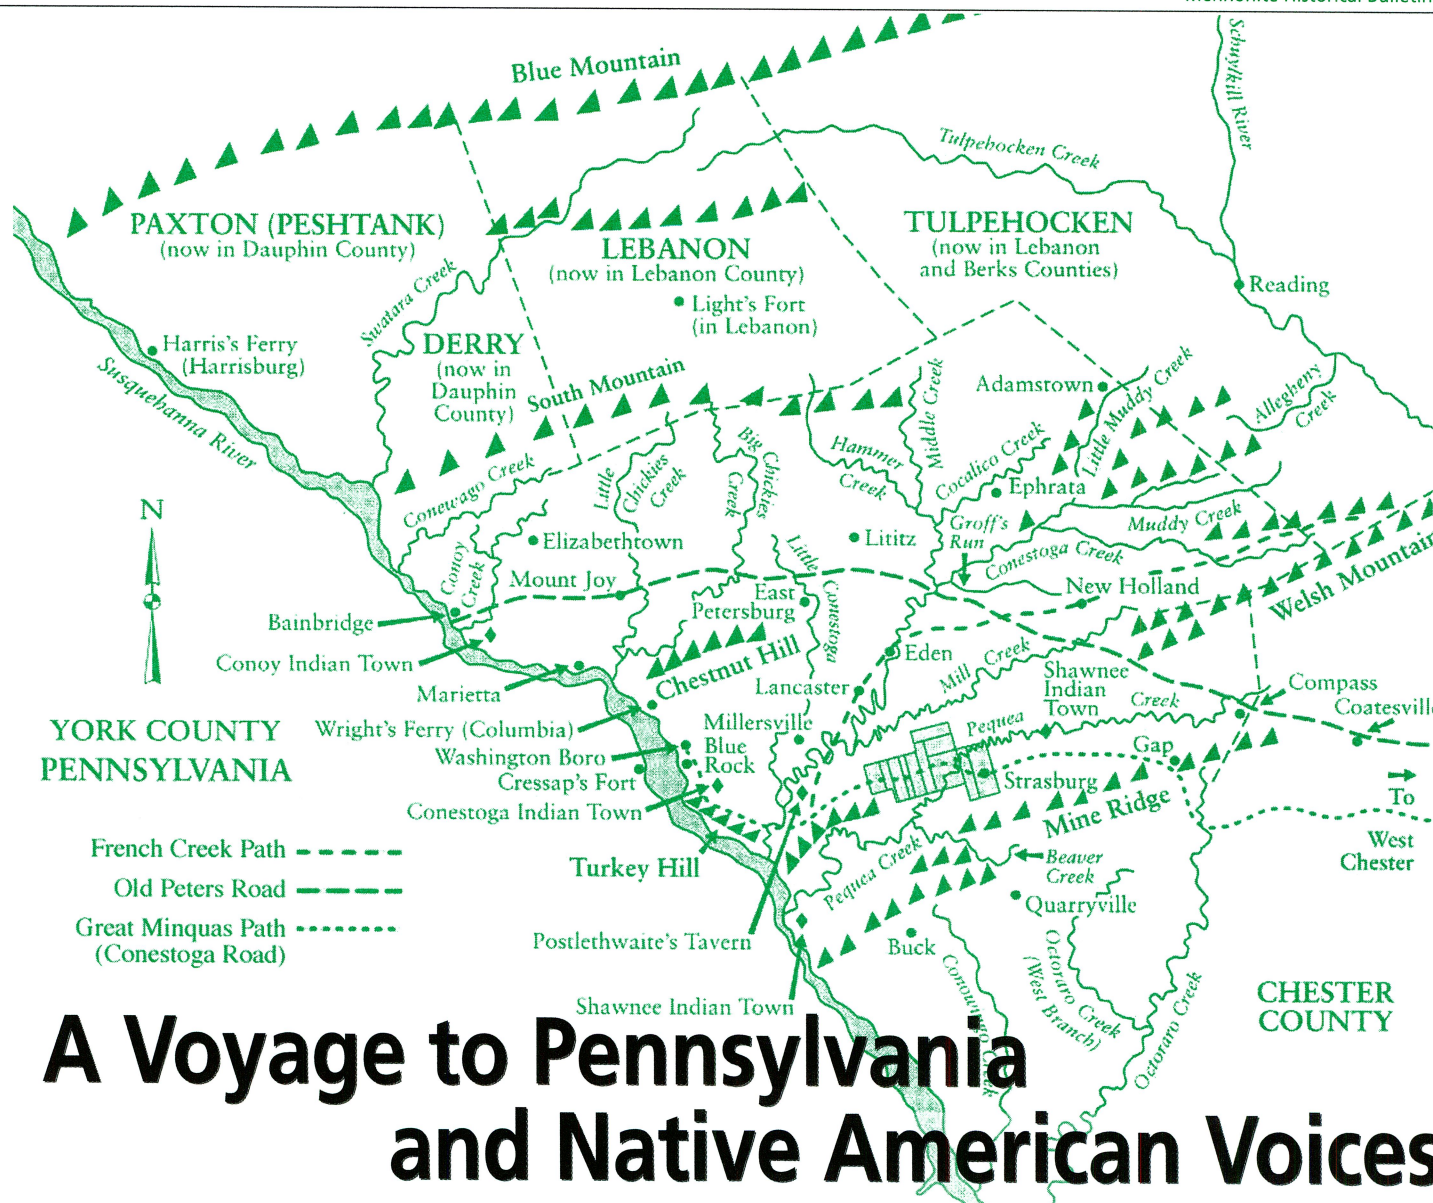 Blue Mountain
Schuylkill River
Tulpehocken Creek
PAXTON (PESHTANK)
(now in Dauphin County)
LEBANON
(now in Lebanon County)
TULPEHOCKEN
(now in Lebanon
and Berks Counties)
Swatara Creek
Light's Fort
(in Lebanon)
Reading
Harris's Ferry
(Harrisburg)
Susquehanna River
DERRY
(now in
Dauphin
County)
South Mountain
Adamstown
Middle Creek
Little Muddy Creek
Allegheny
Creek
Hammer
Creek
Cocalico Creek
Ephrata
Big
Chickies
Creek
Little
Chickies
Creek
Conewago Creek
N
Conoy
Creek
Elizabethtown
Lititz
Groff's
Run
Muddy Creek
Conestoga Creek
Mount Joy
New Holland
Welsh Mountain
Little
Conestoga
East
Petersburg
Bainbridge
Conoy Indian Town
Marietta
Chestnut Hill
Eden
Mill Creek
Shawnee
Indian
Town
Compass
Coatesvill
Lancaster
Pequea
Creek
Wright's Ferry (Columbia)
Millersville
YORK COUNTY
PENNSYLVANIA
Washington Boro
Blue
Rock
Cressap's Fort
Gap
Strasburg
Conestoga Indian Town
Mine Ridge
To
West
Chester
French Creek Path
Old Peters Road
Great Minquas Path
(Conestoga Road)
Turkey Hill
Pequea Creek
Beaver
Creek
Quarryville
Postlethwaite's Tavern
Buck
Shawnee Indian Town
Conowingo Creek
Octoraro Creek
(West Branch)
Octoraro Creek
CHESTER
COUNTY
A Voyage to Pennsylvania
and Native American Voices